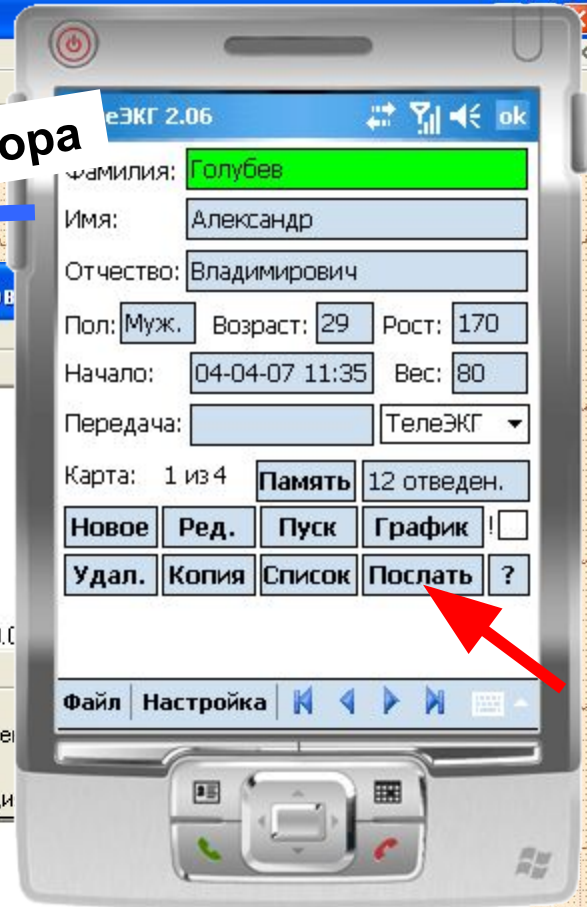 ора
ТелеЭКГ 2.06
ok
Фамилия: Голубев
Имя: Александр
Отчество: Владимирович
Пол: Муж. Возраст: 29 Рост: 170
Начало: 04-04-07 11:35 Вес: 80
Передача: ТелеЭКГ
Карта: 1 из 4 Память 12 отведен.
Новое Ред. Пуск График !
Удал. Копия Список Послать ?
Файл Настройка